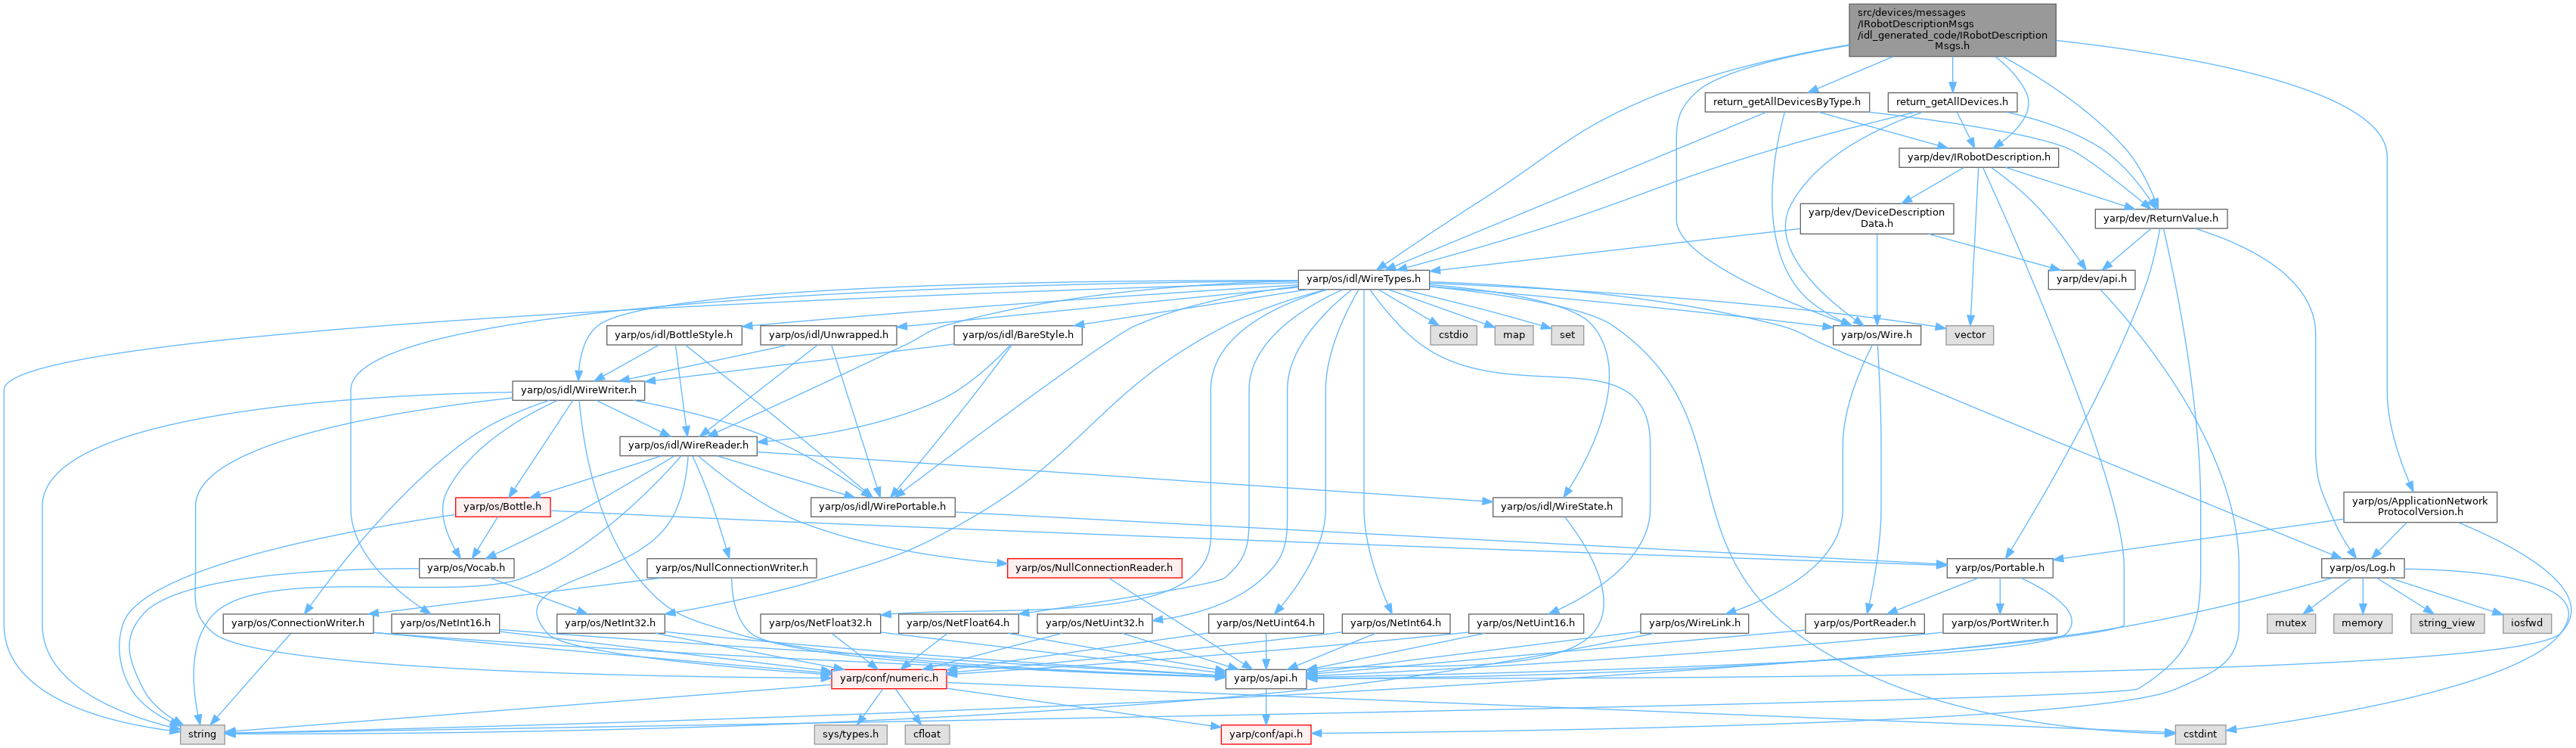 src/devices/messages
/IRobotDescriptionMsgs
/idl_generated_code/IRobotDescription
Msgs.h
return_getAllDevicesByType.h
return_getAllDevices.h
yarp/dev/IRobotDescription.h
yarp/dev/DeviceDescription
Data.h
yarp/dev/ReturnValue.h
yarp/os/idl/WireTypes.h
yarp/dev/api.h
yarp/os/idl/BottleStyle.h
yarp/os/idl/Unwrapped.h
yarp/os/idl/BareStyle.h
cstdio
map
set
yarp/os/Wire.h
vector
yarp/os/idl/WireWriter.h
yarp/os/idl/WireReader.h
yarp/os/Bottle.h
yarp/os/idl/WirePortable.h
yarp/os/idl/WireState.h
yarp/os/ApplicationNetwork
ProtocolVersion.h
yarp/os/Vocab.h
yarp/os/NullConnectionWriter.h
yarp/os/NullConnectionReader.h
yarp/os/Portable.h
yarp/os/Log.h
yarp/os/ConnectionWriter.h
yarp/os/NetInt16.h
yarp/os/NetInt32.h
yarp/os/NetFloat32.h
yarp/os/NetFloat64.h
yarp/os/NetUint32.h
yarp/os/NetUint64.h
yarp/os/NetInt64.h
yarp/os/NetUint16.h
yarp/os/WireLink.h
yarp/os/PortReader.h
yarp/os/PortWriter.h
mutex
memory
string_view
iosfwd
yarp/conf/numeric.h
yarp/os/api.h
string
sys/types.h
cfloat
yarp/conf/api.h
cstdint